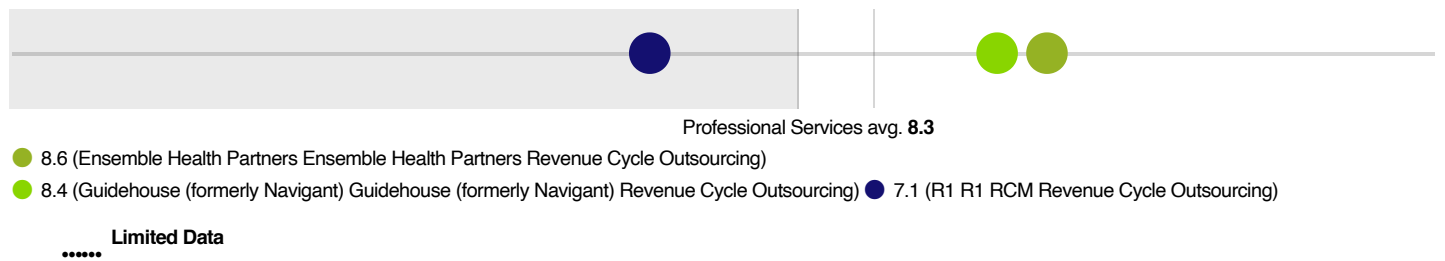 Professional Services avg. 8.3
8.6 (Ensemble Health Partners Ensemble Health Partners Revenue Cycle Outsourcing)
8.4 (Guidehouse (formerly Navigant) Guidehouse (formerly Navigant) Revenue Cycle Outsourcing) 7.1 (R1 R1 RCM Revenue Cycle Outsourcing)
Limited Data